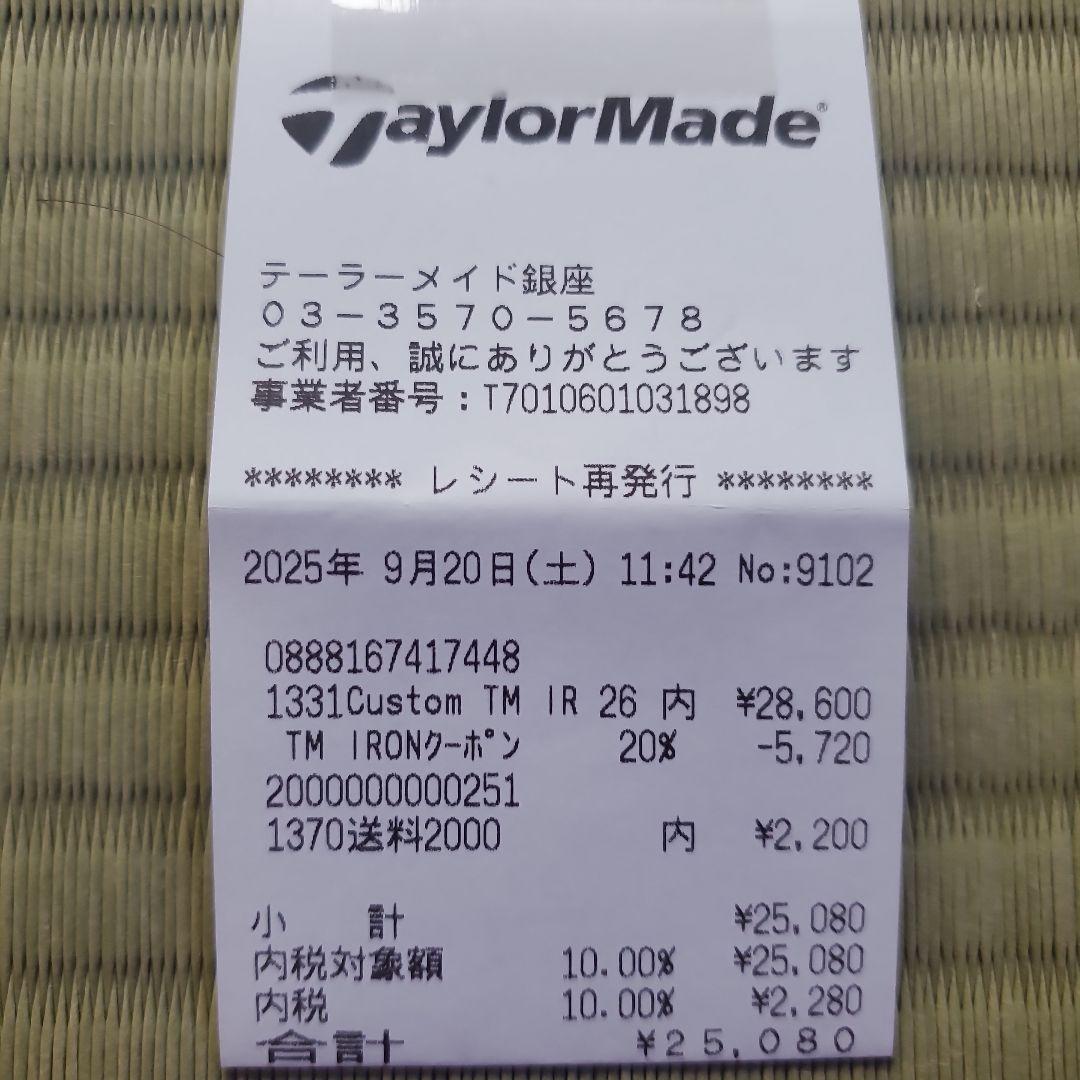 TaylorMade®
テーラーメイド銀座
03-3570-5678
ご利用、誠にありがとうございます
事業者番号:T7010601031898
******** レシート再発行 ********
2025年 9月20日(土) 11:42 No:9102
0888167417448
1331Custom TM IR 26 内 ¥28,600
TM IRONクーポン 20% -5,720
2000000000251
1370送料2000 内 ¥2,200
小 計 ¥25,080
内税対象額 10.00% ¥25,080
内税 10.00% ¥2,280
合計 ¥25,080